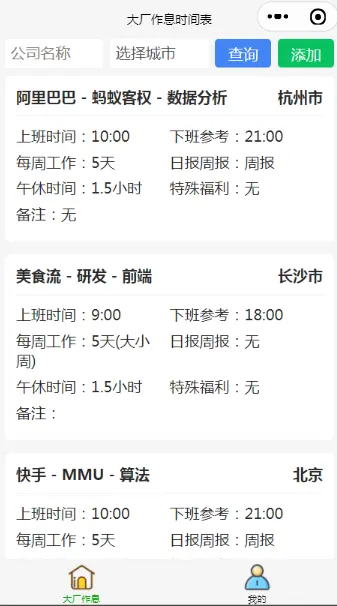 大厂作息时间表
公司名称 选择城市 查询 添加
阿里巴巴 - 蚂蚁客权 - 数据分析 杭州市
上班时间：10:00 下班参考：21:00
每周工作：5天 日报周报：周报
午休时间：1.5小时 特殊福利：无
备注：无
美食流 - 研发 - 前端 长沙市
上班时间：9:00 下班参考：18:00
每周工作：5天(大小 日报周报：无
周)
午休时间：1.5小时 特殊福利：无
备注：
快手 - MMU - 算法 北京
上班时间：10:00 下班参考：21:00
每周工作：5天 日报周报：周报
大厂作息 我的